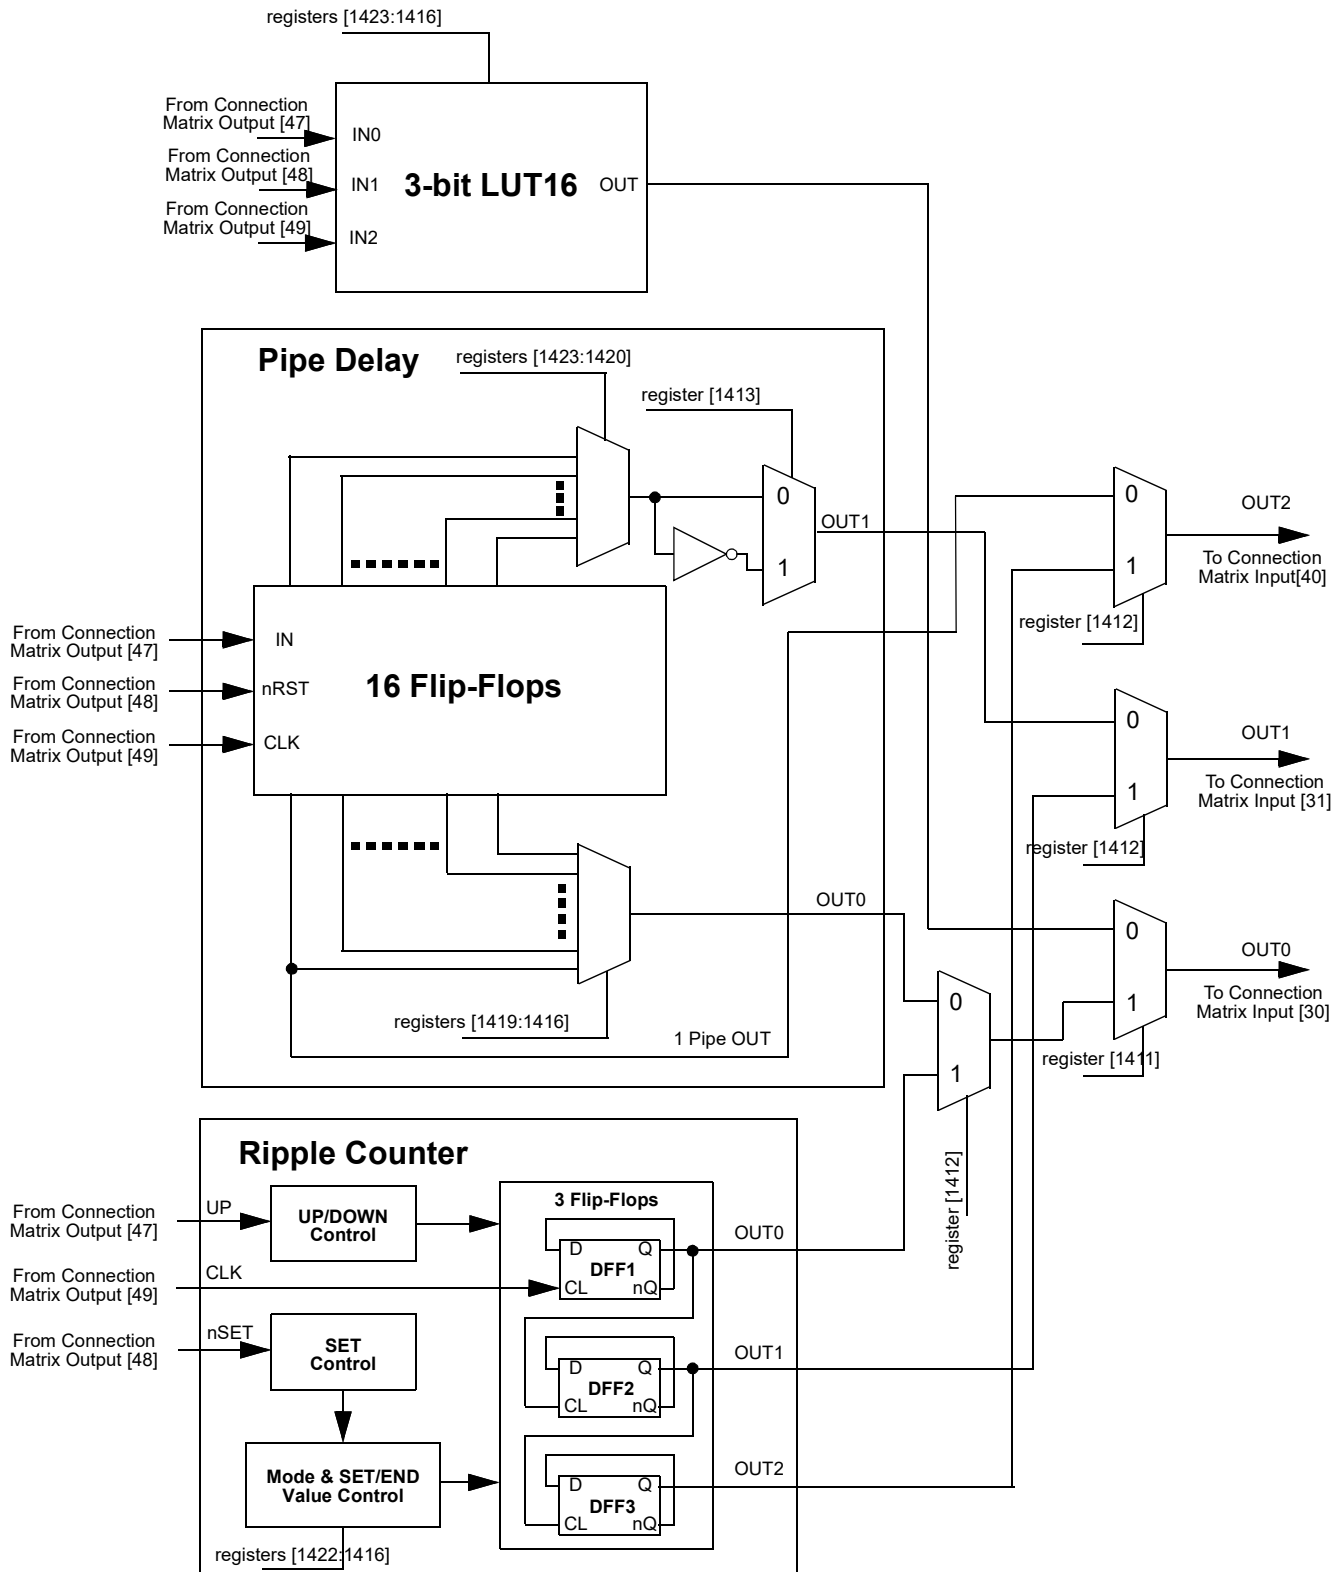 registers [1423:1416]
From Connection
Matrix Output [47]
IN0
From Connection
Matrix Output [48]
IN1
3-bit LUT16
OUT
From Connection
Matrix Output [49]
IN2
Pipe Delay
registers [1423:1420]
register [1413]
0
1
OUT1
0
1
OUT2
To Connection
Matrix Input[40]
register [1412]
From Connection
Matrix Output [47]
IN
From Connection
Matrix Output [48]
nRST
16 Flip-Flops
From Connection
Matrix Output [49]
CLK
0
1
OUT1
To Connection
Matrix Input [31]
register [1412]
OUT0
registers [1419:1416]
1 Pipe OUT
0
1
register [1412]
0
1
OUT0
To Connection
Matrix Input [30]
register [1411]
Ripple Counter
From Connection
Matrix Output [47]
UP
UP/DOWN
Control
3 Flip-Flops
D
Q
DFF1
CL
nQ
OUT0
From Connection
Matrix Output [49]
CLK
From Connection
Matrix Output [48]
nSET
SET
Control
D
Q
DFF2
CL
nQ
OUT1
Mode & SET/END
Value Control
D
Q
DFF3
CL
nQ
OUT2
registers [1422:1416]